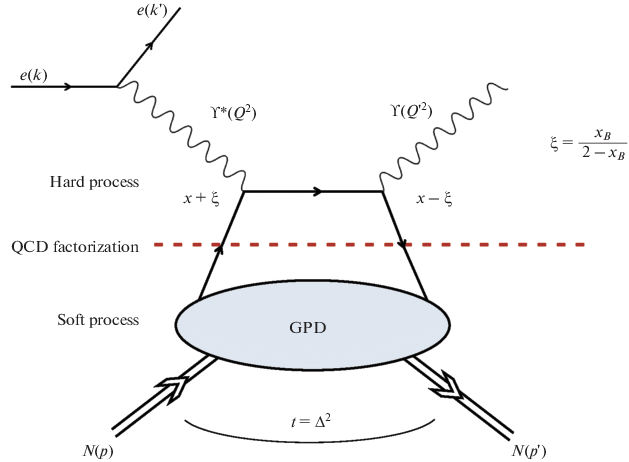 e(k')
e(k)
ϒ*(Q²)
ϒ(Q'²)
ξ = x_B / 2 − x_B
Hard process
x + ξ
x − ξ
QCD factorization
Soft process
GPD
t = Δ²
N(p)
N(p')